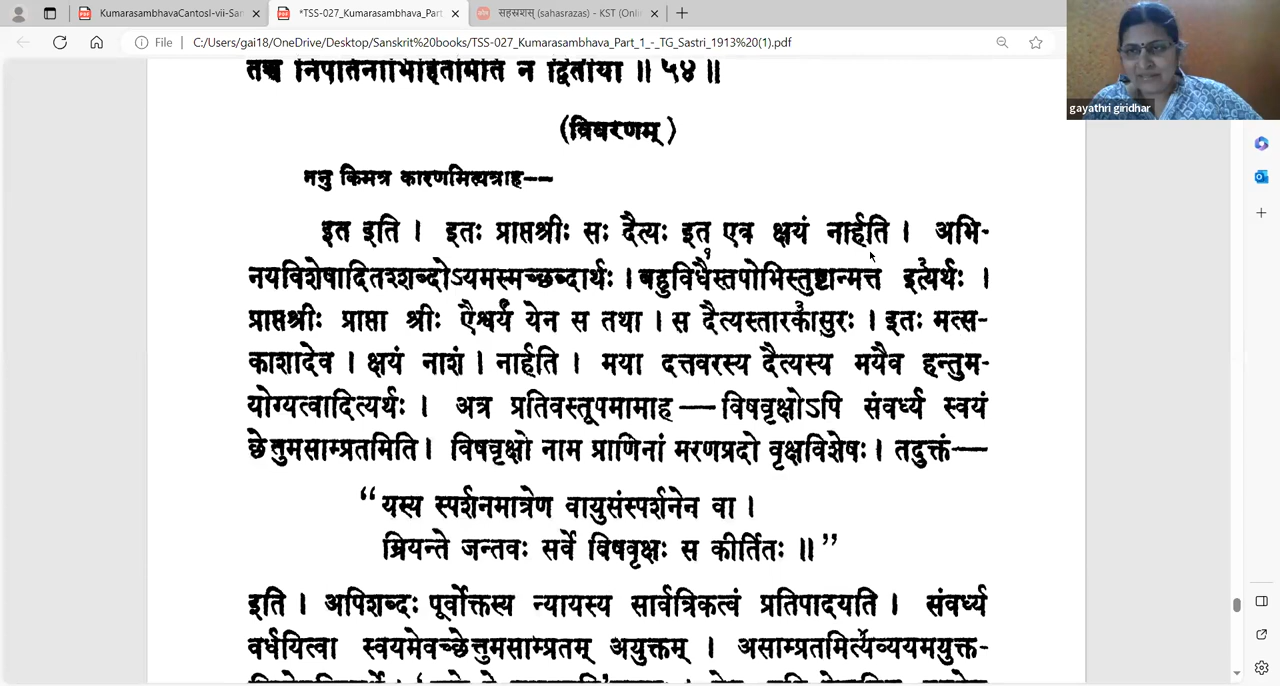 KumarasambhavaCantosI-vii-San
*TSS-027_Kumarasambhava_Part_
सहस्रशस् (sahasrazas) - KST (Onli
File
C:/Users/gai18/OneDrive/Desktop/Sanskrit%20books/TSS-027_Kumarasambhava_Part_1_-_TG_Sastri_1913%20(1).pdf
gayathri giridhar
निपातेनाभिहितमिति न द्वितीया ॥ ५४ ॥
(विवरणम्)
ननु किमत्र कारणमित्यत्राह——
इत इति । इतः प्राप्तश्रीः सः दैत्यः इत एव क्षयं नार्हति । अभि-
नयविशेषादितश्शब्दोऽयमस्मच्छब्दार्थः । बहुविधैस्तपोभिस्तुष्टान्मत्त इत्यर्थः ।
प्राप्तश्रीः प्राप्ता श्रीः ऐश्वर्यं येन स तथा । स दैत्यस्तारकासुरः । इतः मत्स-
काशादेव । क्षयं नाशं । नार्हति । मया दत्तवरस्य दैत्यस्य मयैव हन्तुम-
योग्यत्वादित्यर्थः । अत्र प्रतिवस्तूपमामाह — विषवृक्षोऽपि संवर्ध्य स्वयं
छेत्तुमसाम्प्रतमिति । विषवृक्षो नाम प्राणिनां मरणप्रदो वृक्षविशेषः । तदुक्तं—
“यस्य स्पर्शनमात्रेण वायुसंस्पर्शनेन वा ।
म्रियन्ते जन्तवः सर्वे विषवृक्षः स कीर्तितः ॥”
इति । अपिशब्दः पूर्वोक्तस्य न्यायस्य सार्वत्रिकत्वं प्रतिपादयति । संवर्ध्य
वर्धयित्वा स्वयमेवच्छेत्तुमसाम्प्रतम् अयुक्तम् । असाम्प्रतमित्येव्ययमयुक्त-